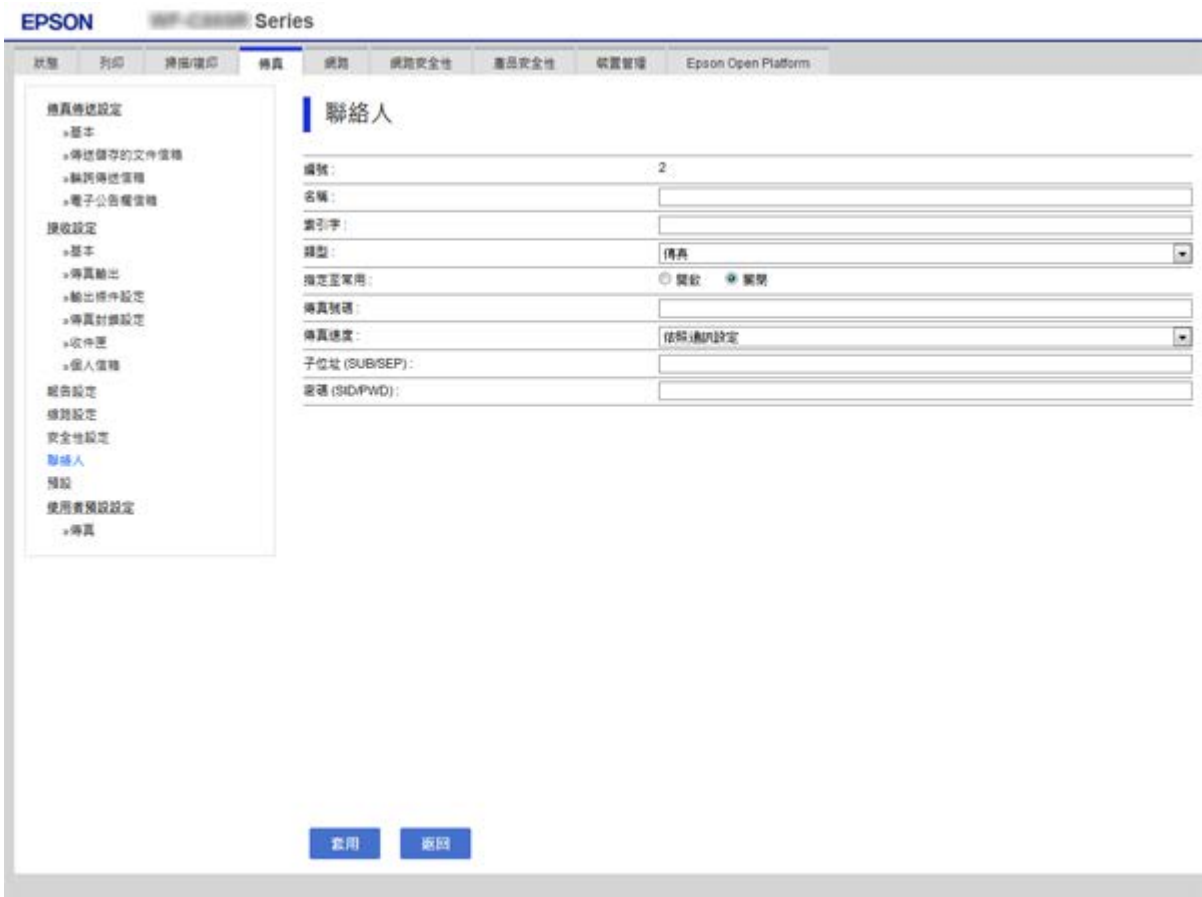 EPSON Series
狀態 列印 掃描/複印 傳真 網路 網路安全性 產品安全性 裝置管理 Epson Open Platform
傳真傳送設定
»基本
»傳送儲存的文件信箱
»輪詢傳送信箱
»電子公告欄信箱
接收設定
»基本
»傳真輸出
»輸出條件設定
»傳真封鎖設定
»收件匣
»個人信箱
報告設定
線路設定
安全性設定
聯絡人
預設
使用者預設設定
»傳真
聯絡人
編號 : 2
名稱 :
索引字 :
類型 : 傳真
指定至常用 : 開啟 關閉
傳真號碼 :
傳真速度 : 依照通訊設定
子位址 (SUB/SEP) :
密碼 (SID/PWD) :
套用 返回